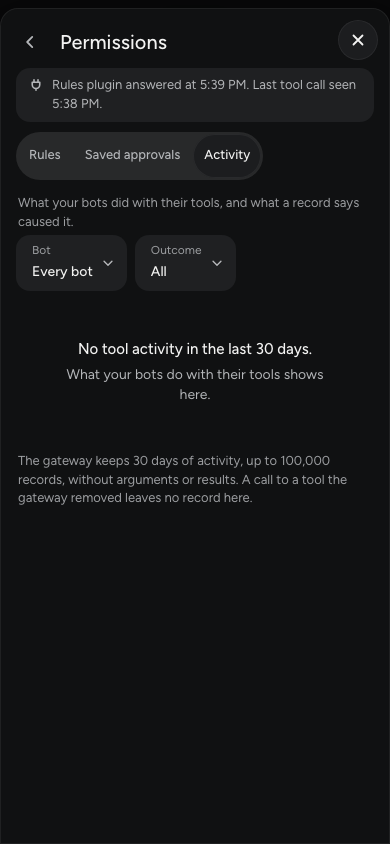 Permissions
Rules plugin answered at 5:39 PM. Last tool call seen
5:38 PM.
Rules
Saved approvals
Activity
What your bots did with their tools, and what a record says
caused it.
Bot
Every bot
Outcome
All
No tool activity in the last 30 days.
What your bots do with their tools shows
here.
The gateway keeps 30 days of activity, up to 100,000
records, without arguments or results. A call to a tool the
gateway removed leaves no record here.